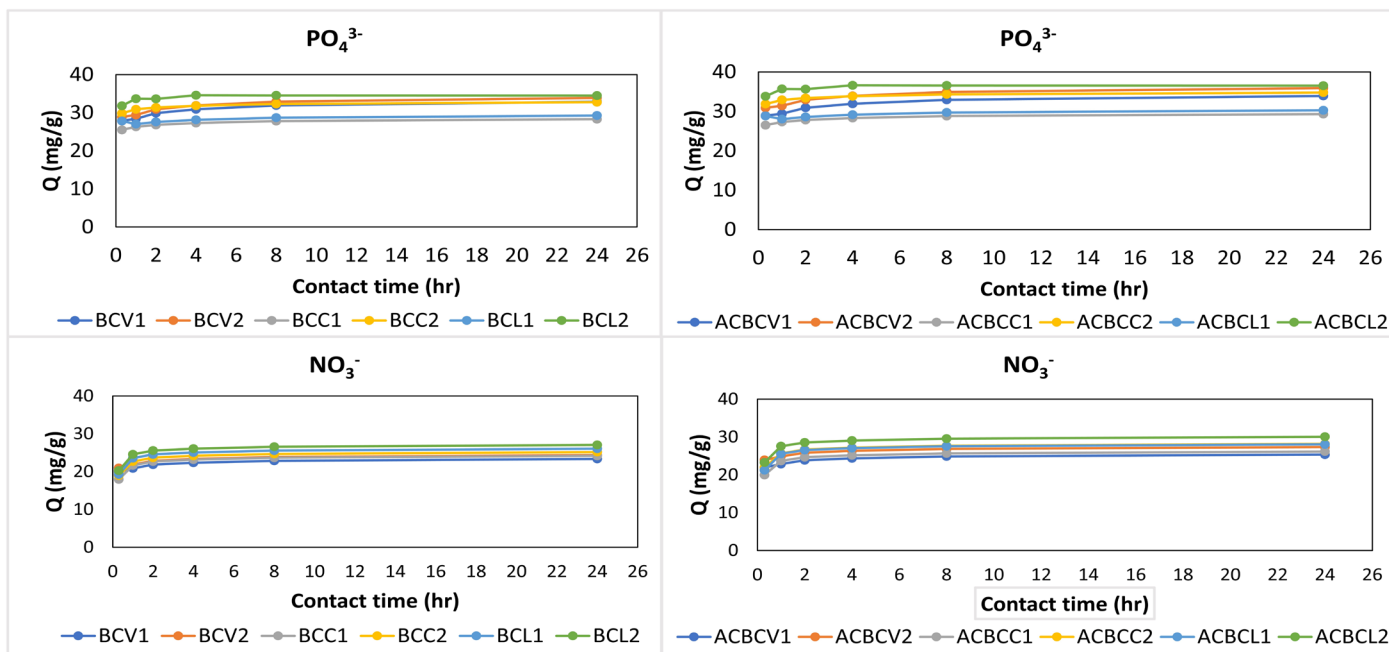 PO₄³⁻
40
30
20
10
0
Q (mg/g)
0 2 4 6 8 10 12 14 16 18 20 22 24 26
Contact time (hr)
BCV1 BCV2 BCC1 BCC2 BCL1 BCL2
PO₄³⁻
40
30
20
10
0
Q (mg/g)
0 2 4 6 8 10 12 14 16 18 20 22 24 26
Contact time (hr)
ACBCV1 ACBCV2 ACBCC1 ACBCC2 ACBCL1 ACBCL2
NO₃⁻
40
30
20
10
0
Q (mg/g)
0 2 4 6 8 10 12 14 16 18 20 22 24 26
Contact time (hr)
BCV1 BCV2 BCC1 BCC2 BCL1 BCL2
NO₃⁻
40
30
20
10
0
Q (mg/g)
0 2 4 6 8 10 12 14 16 18 20 22 24 26
Contact time (hr)
ACBCV1 ACBCV2 ACBCC1 ACBCC2 ACBCL1 ACBCL2